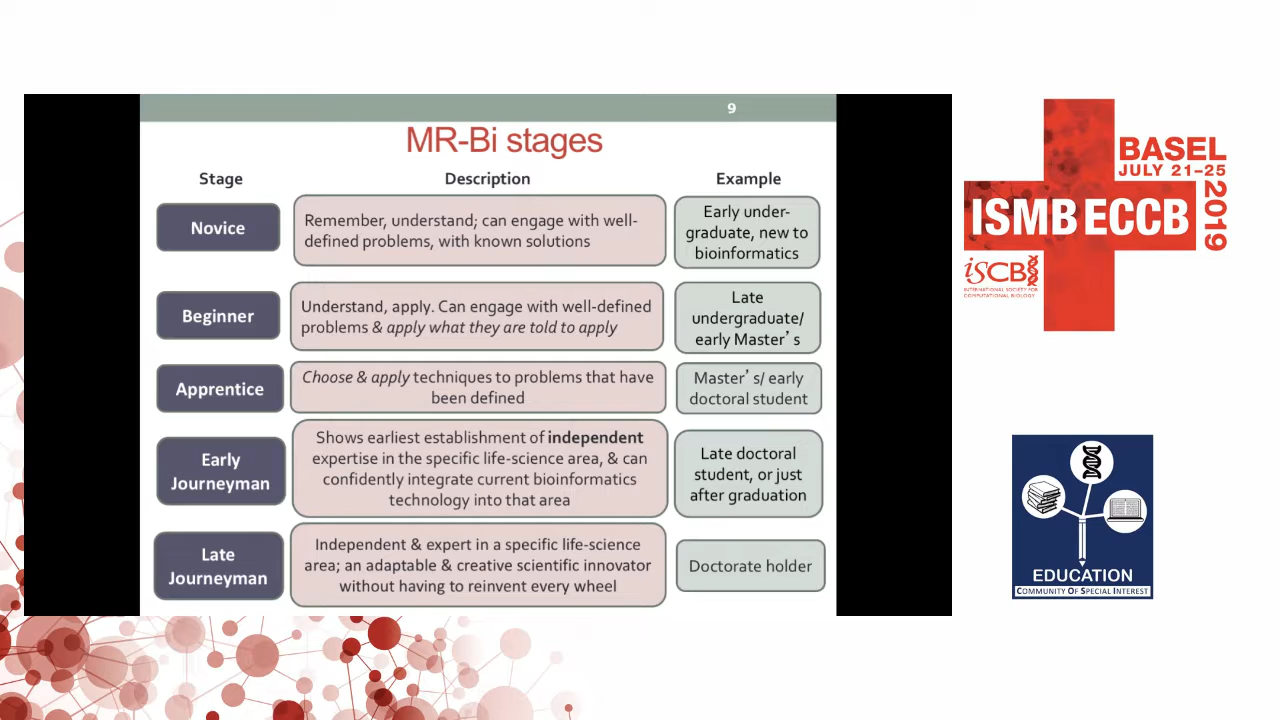 9
MR-Bi stages
Stage
Description
Example
Novice
Remember, understand; can engage with well-
defined problems, with known solutions
Early under-
graduate, new to
bioinformatics
Beginner
Understand, apply. Can engage with well-defined
problems & apply what they are told to apply
Late
undergraduate/
early Master's
Apprentice
Choose & apply techniques to problems that have
been defined
Master's/ early
doctoral student
Early
Journeyman
Shows earliest establishment of independent
expertise in the specific life-science area, & can
confidently integrate current bioinformatics
technology into that area
Late doctoral
student, or just
after graduation
Late
Journeyman
Independent & expert in a specific life-science
area; an adaptable & creative scientific innovator
without having to reinvent every wheel
Doctorate holder
BASEL
JULY 21-25
2019
ISMB ECCB
iSCB
INTERNATIONAL SOCIETY FOR
COMPUTATIONAL BIOLOGY
EDUCATION
COMMUNITY OF SPECIAL INTEREST